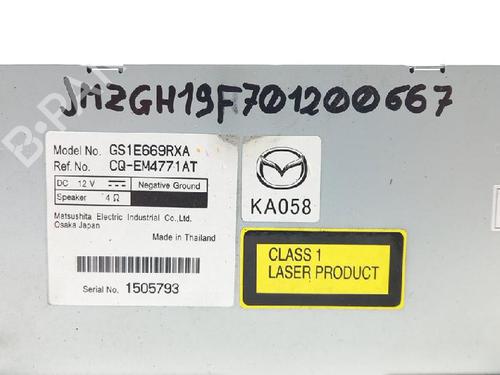 JMZGH19F701200667
Model No. GS1E669RXA
Ref. No. CQ-EM4771AT
DC 12 V Negative Ground
Speaker 4 Ω
Matsushita Electric Industrial Co.,Ltd.
Osaka Japan
Made in Thailand
Serial No. 1505793
KA058
CLASS 1
LASER PRODUCT
B-PARTS